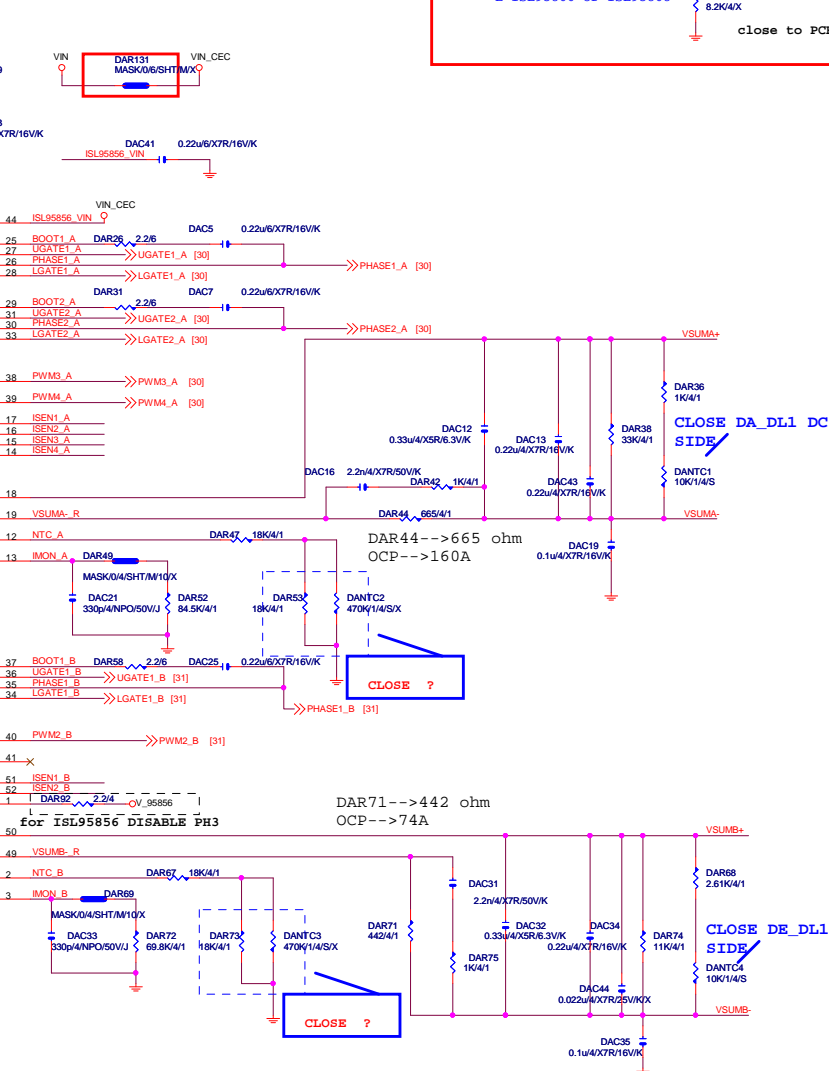 8.2K/4/X
close to PCH
VIN
DAR131
MASK/0/6/SHT/M/X
VIN_CEC
X7R/16V/K
DAC41
0.22u/6/X7R/16V/K
ISL95856_VIN
VIN_CEC
44 ISL95856_VIN
DAC5
0.22u/6/X7R/16V/K
25 BOOT1_A DAR26 2.2/6
27 UGATE1_A
UGATE1_A [30]
26 PHASE1_A
PHASE1_A [30]
28 LGATE1_A
LGATE1_A [30]
DAR31
DAC7
0.22u/6/X7R/16V/K
29 BOOT2_A
2.2/6
31 UGATE2_A
UGATE2_A [30]
30 PHASE2_A
PHASE2_A [30]
33 LGATE2_A
LGATE2_A [30]
VSUMA+
38 PWM3_A
PWM3_A [30]
39 PWM4_A
PWM4_A [30]
DAR36
1K/4/1
17 ISEN1_A
16 ISEN2_A
15 ISEN3_A
14 ISEN4_A
DAC12
0.33u/4/X5R/6.3V/K
DAC13
0.22u/4/X7R/16V/K
DAR38
33K/4/1
CLOSE DA_DL1 DC
SIDE
DAC16
2.2n/4/X7R/50V/K
DAR42
1K/4/1
DAC43
0.22u/4/X7R/16V/K
DANTC1
10K/1/4/S
18
19 VSUMA-_R
DAR44
665/4/1
VSUMA-
12 NTC_A
DAR47
18K/4/1
DAR44-->665 ohm
OCP-->160A
DAC19
0.1u/4/X7R/16V/K
13 IMON_A
DAR49
MASK/0/4/SHT/M/10/X
DAC21
330p/4/NPO/50V/J
DAR52
84.5K/4/1
DAR53
18K/4/1
DANTC2
470K/1/4/S/X
CLOSE ?
37 BOOT1_B
DAR58
2.2/6
DAC25
0.22u/6/X7R/16V/K
36 UGATE1_B
UGATE1_B [31]
35 PHASE1_B
34 LGATE1_B
LGATE1_B [31]
PHASE1_B [31]
40 PWM2_B
PWM2_B [31]
41
51 ISEN1_B
52 ISEN2_B
1
DAR92
2.2/4
V_95856
for ISL95856 DISABLE PH3
DAR71-->442 ohm
OCP-->74A
50
VSUMB+
49 VSUMB-_R
2 NTC_B
DAR67
18K/4/1
3 IMON_B
DAR69
MASK/0/4/SHT/M/10/X
DAC33
330p/4/NPO/50V/J
DAR72
69.8K/4/1
DAR73
18K/4/1
DANTC3
470K/1/4/S/X
CLOSE ?
DAR71
442/4/1
DAC31
2.2n/4/X7R/50V/K
DAR75
1K/4/1
DAC32
0.33u/4/X5R/6.3V/K
DAC34
0.22u/4/X7R/16V/K
DAC44
0.022u/4/X7R/25V/K/X
DAR74
11K/4/1
DAR68
2.61K/4/1
CLOSE DE_DL1
SIDE
DANTC4
10K/1/4/S
VSUMB-
DAC35
0.1u/4/X7R/16V/K